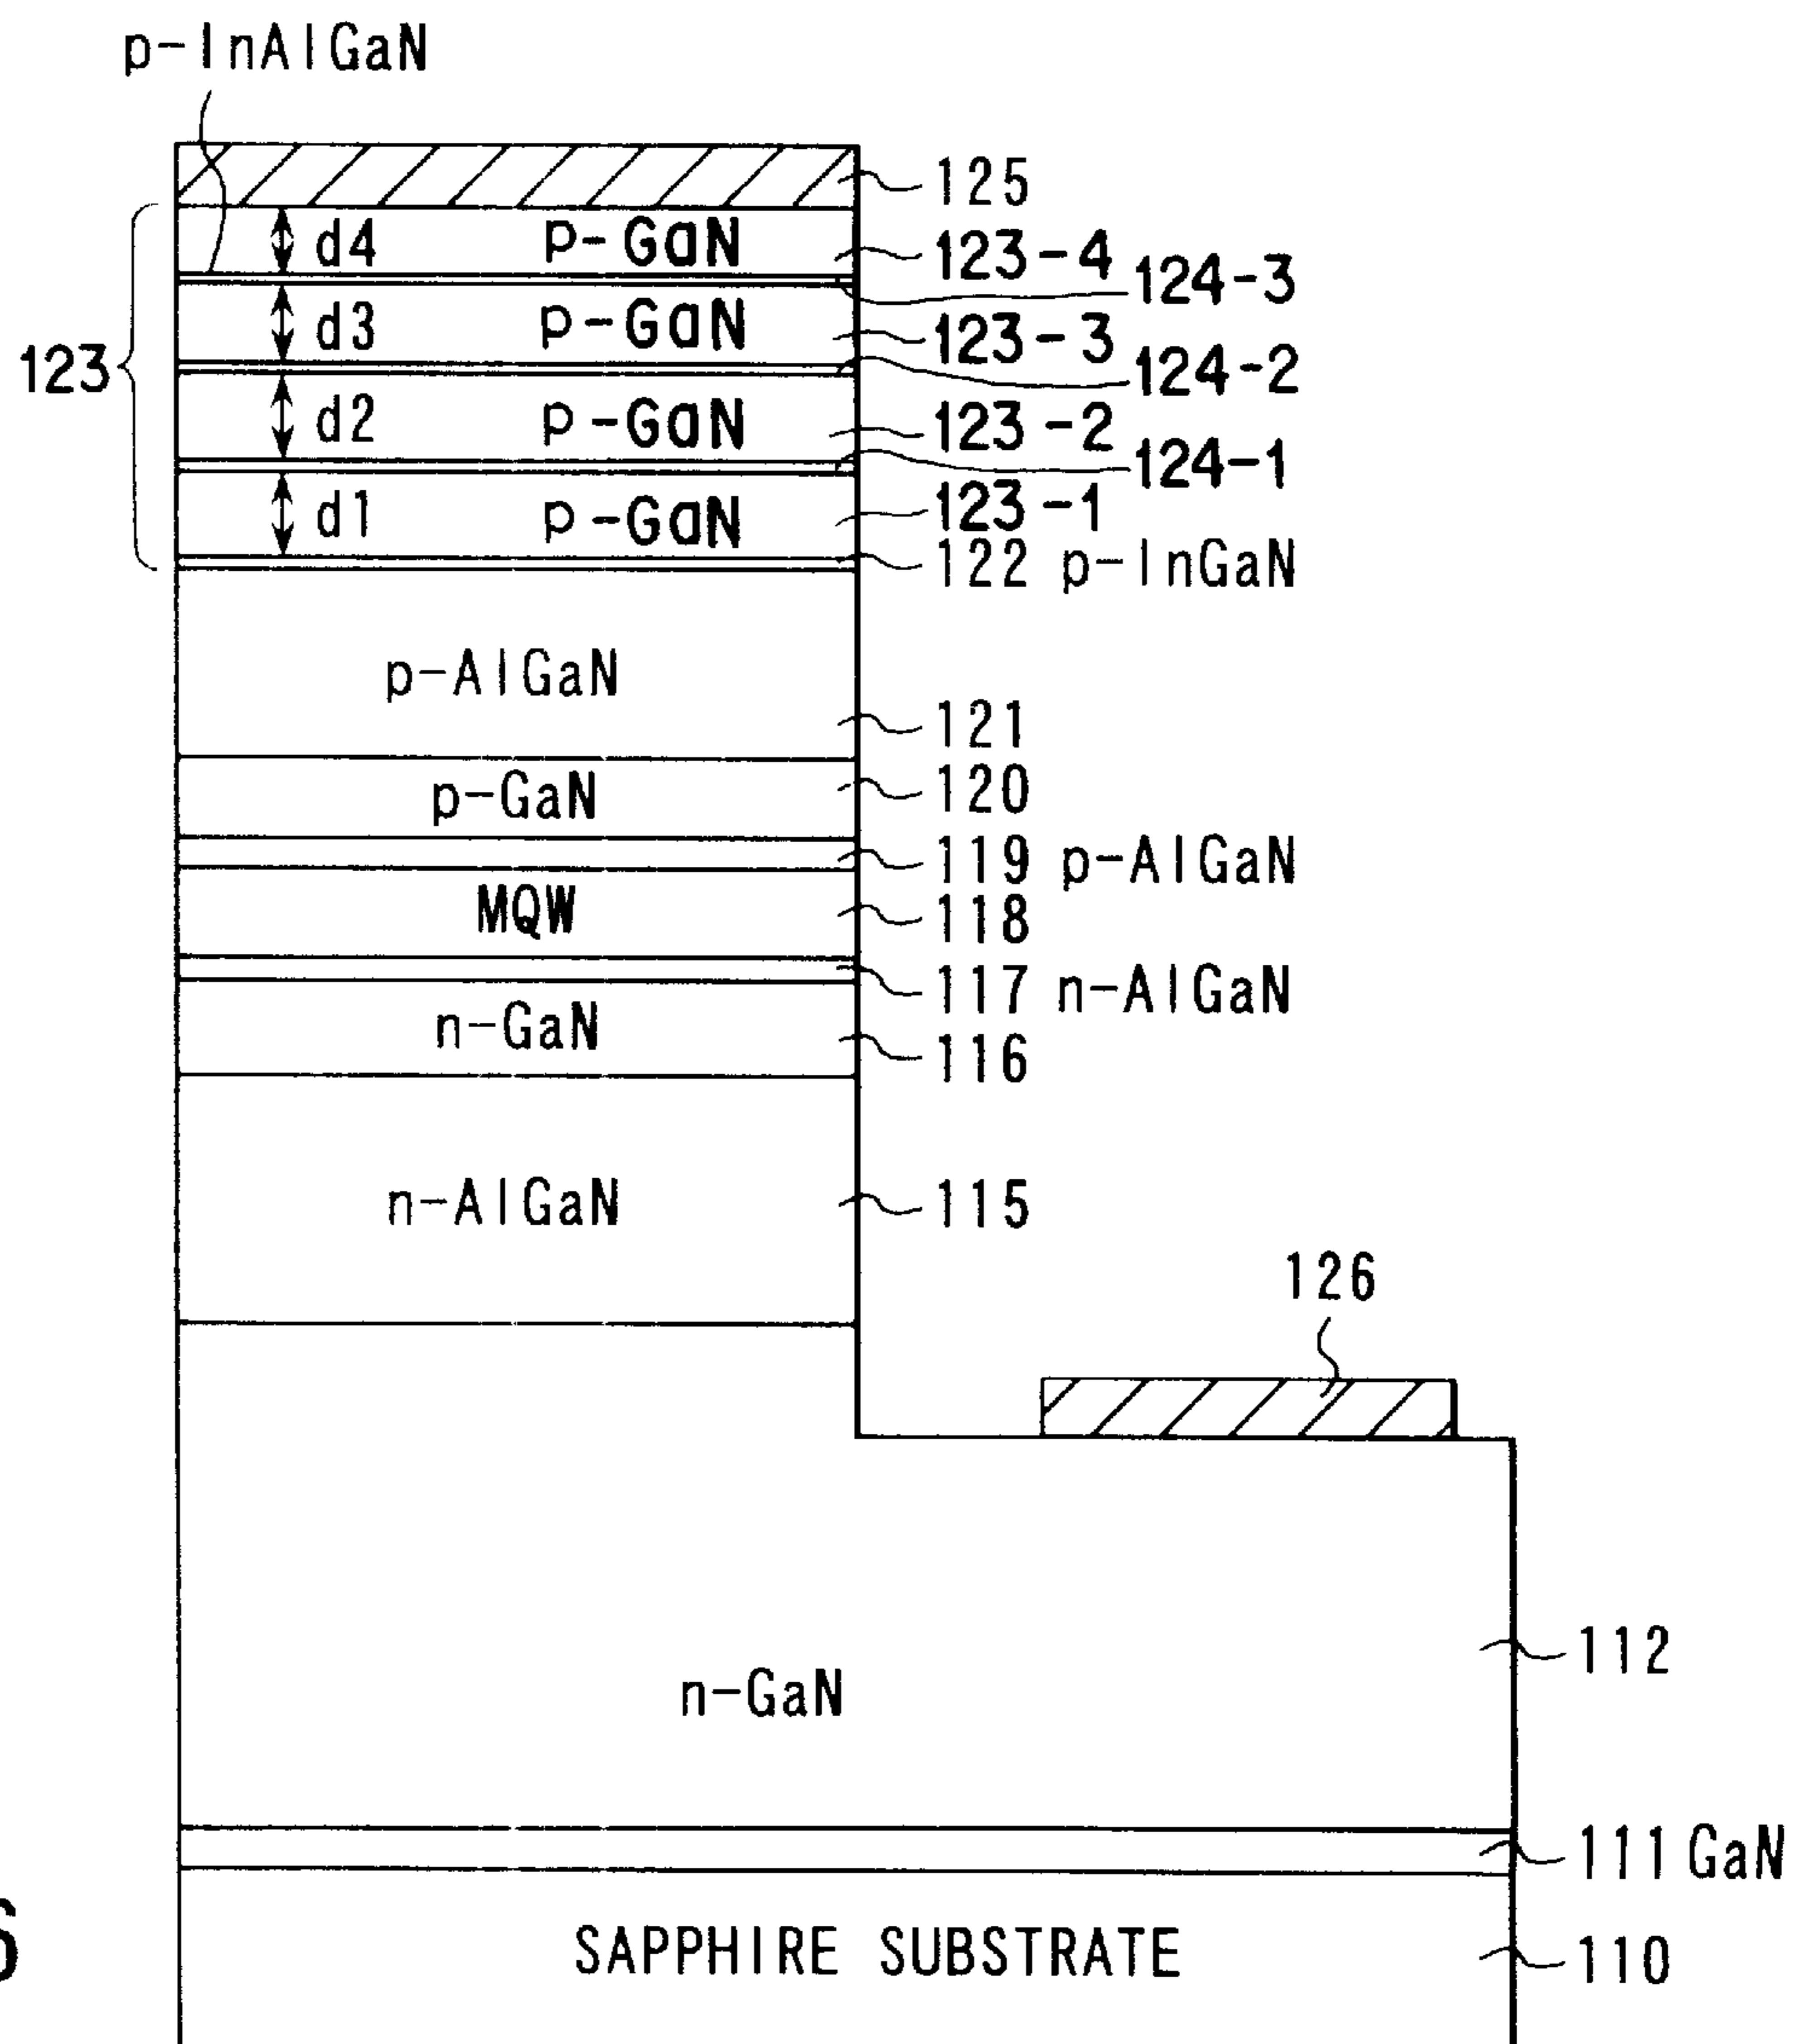 p-InAlGaN
125
d4 p-GaN 123-4
124-3
d3 p-GaN 123-3
123
124-2
d2 p-GaN 123-2
124-1
d1 p-GaN 123-1
122 p-InGaN
p-AlGaN
121
p-GaN 120
119 p-AlGaN
MQW 118
117 n-AlGaN
n-GaN 116
n-AlGaN 115
126
112
n-GaN
111 GaN
SAPPHIRE SUBSTRATE 110